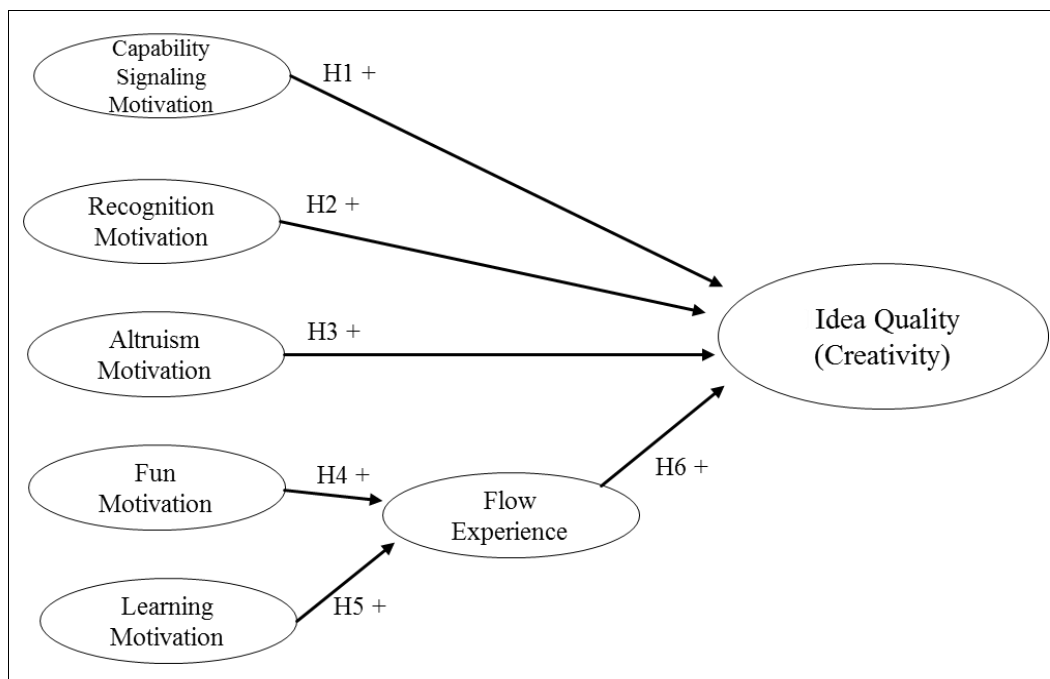 Capability
Signaling
Motivation
H1 +
Recognition
Motivation
H2 +
Altruism
Motivation
H3 +
Idea Quality
(Creativity)
Fun
Motivation
H4 +
Flow
Experience
H6 +
Learning
Motivation
H5 +